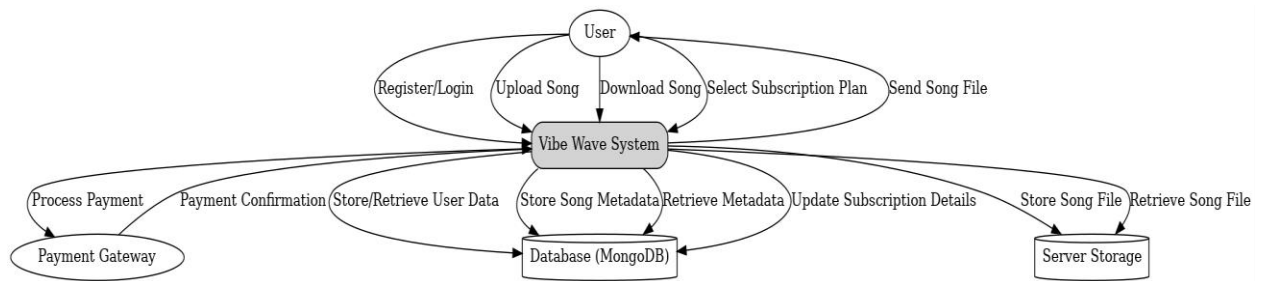 User
Register/Login
Upload Song
Download Song
Select Subscription Plan
Send Song File
Vibe Wave System
Process Payment
Payment Confirmation
Store/Retrieve User Data
Store Song Metadata
Retrieve Metadata
Update Subscription Details
Store Song File
Retrieve Song File
Payment Gateway
Database (MongoDB)
Server Storage